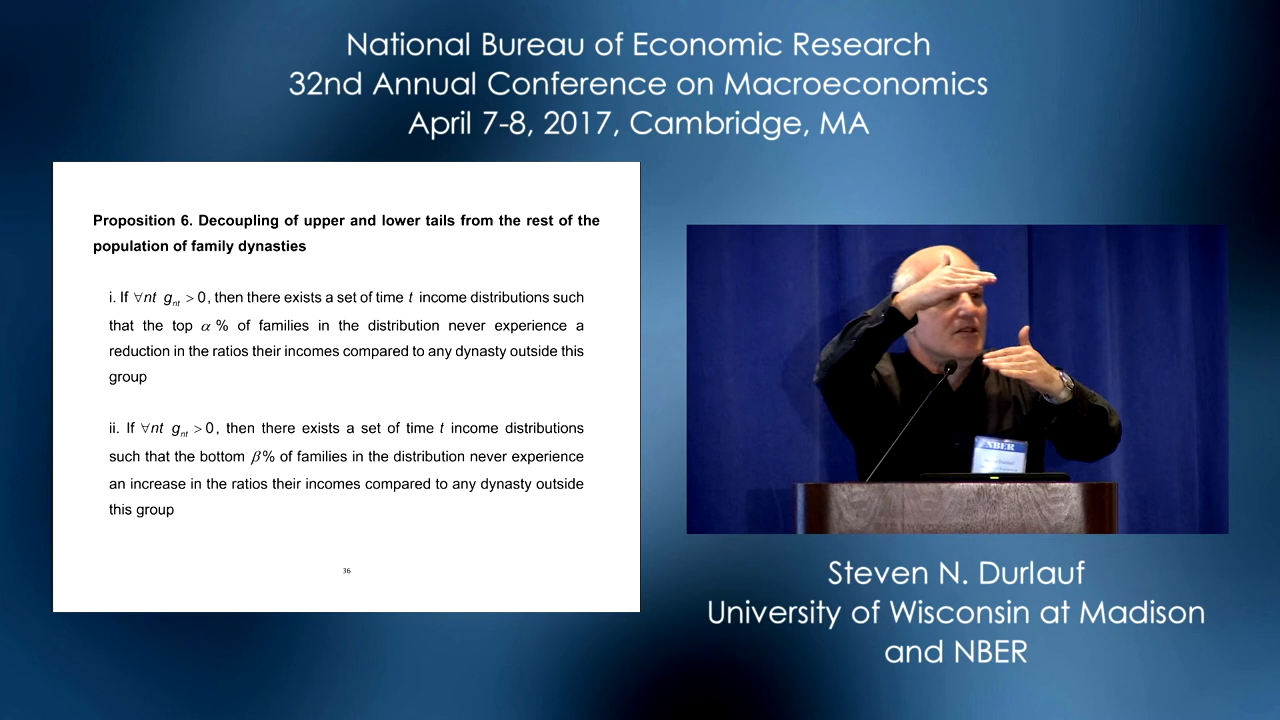 National Bureau of Economic Research
32nd Annual Conference on Macroeconomics
April 7-8, 2017, Cambridge, MA
Proposition 6. Decoupling of upper and lower tails from the rest of the
population of family dynasties
i. If ∀nt g_nt > 0, then there exists a set of time t income distributions such
that the top α % of families in the distribution never experience a
reduction in the ratios their incomes compared to any dynasty outside this
group
ii. If ∀nt g_nt > 0, then there exists a set of time t income distributions
such that the bottom β% of families in the distribution never experience
an increase in the ratios their incomes compared to any dynasty outside
this group
36
NBER
Steven N. Durlauf
University of Wisconsin at Madison
and NBER